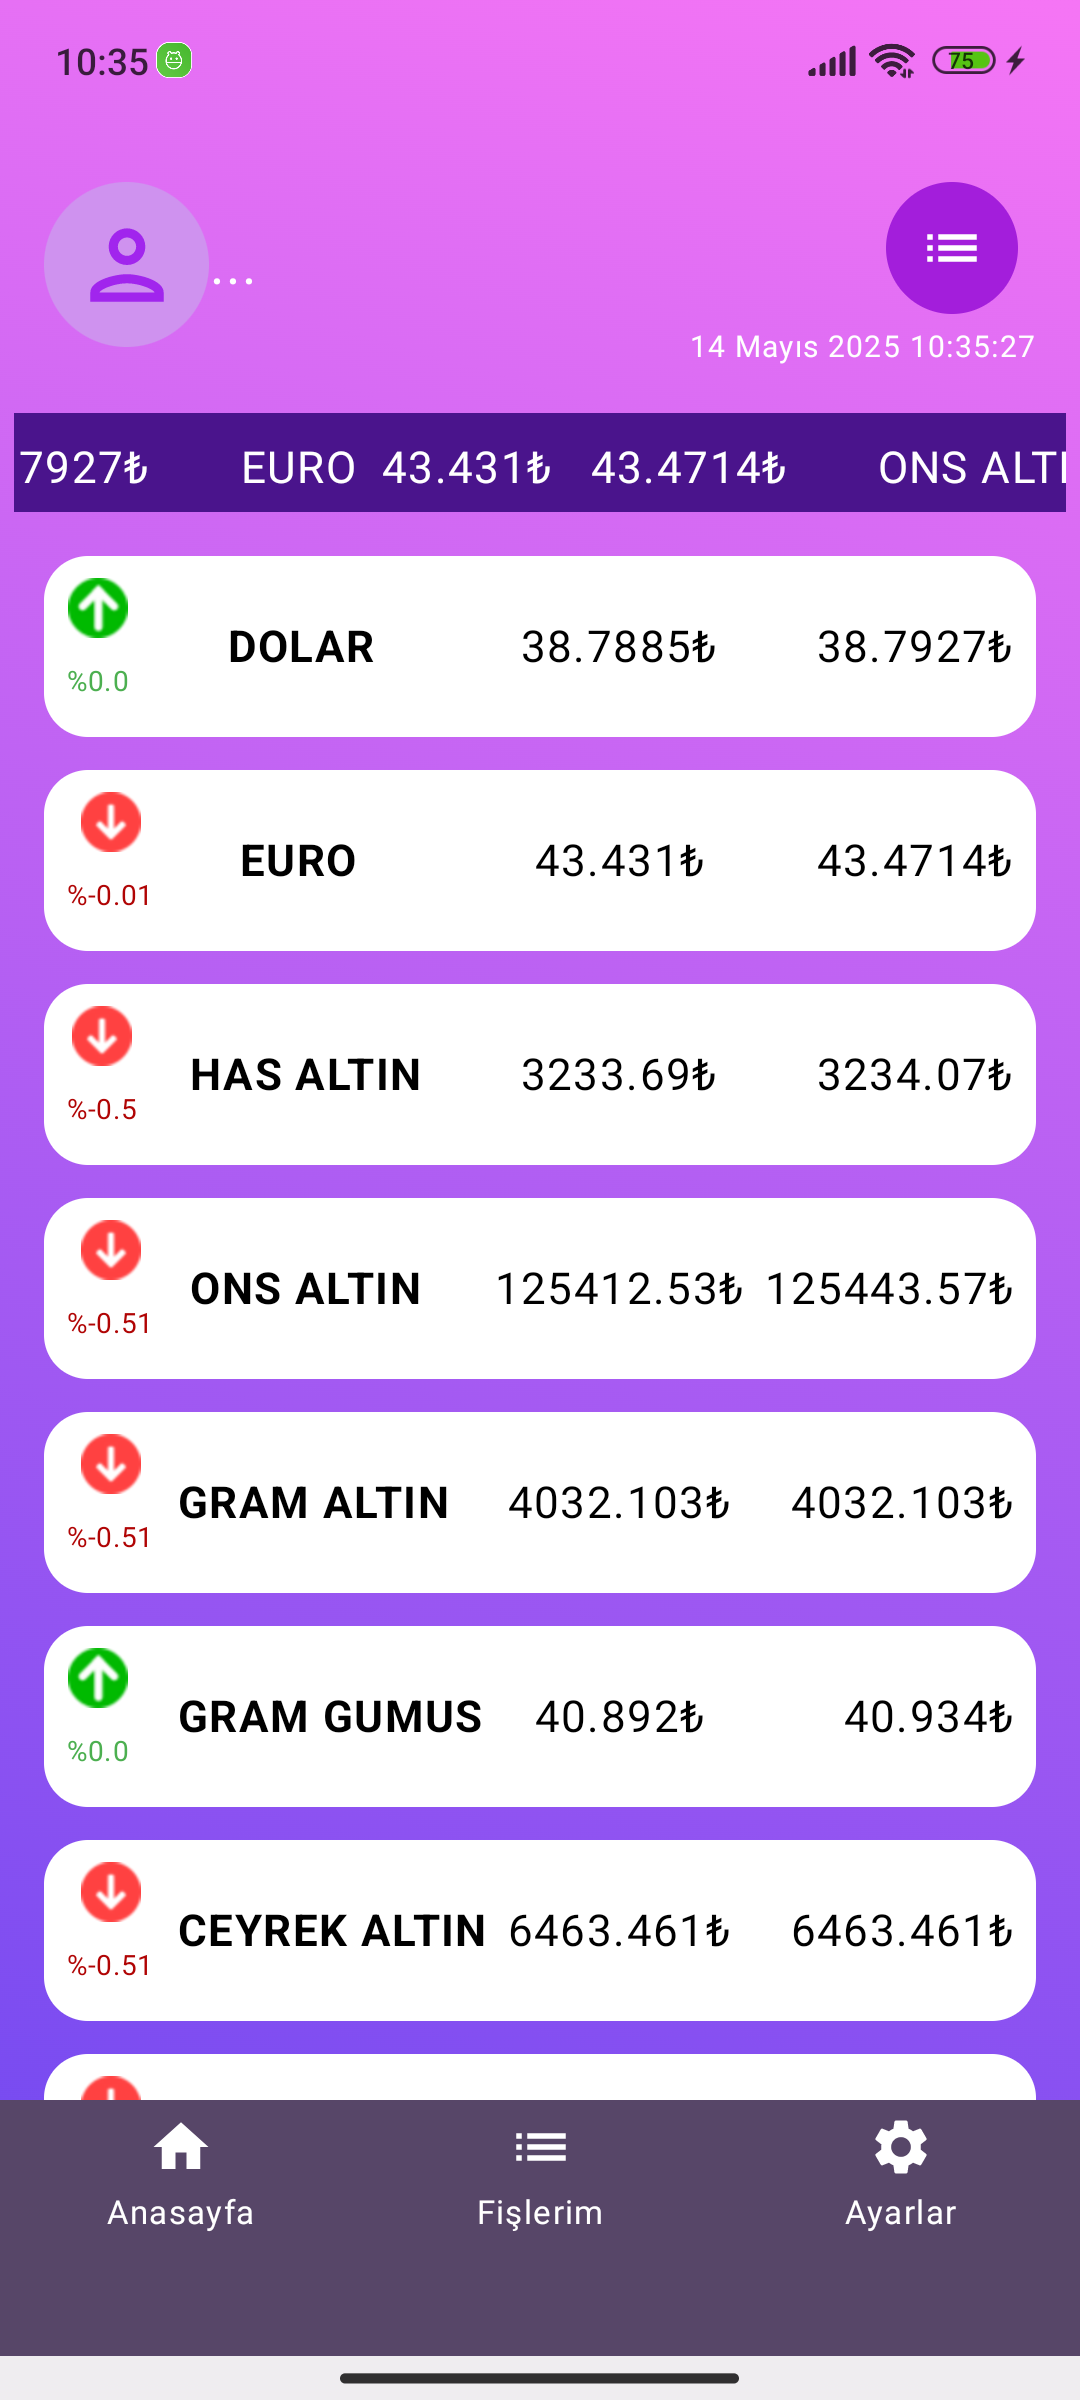 10:35
75
...
14 Mayıs 2025 10:35:27
7927₺ EURO 43.431₺ 43.4714₺ ONS ALTI
DOLAR 38.7885₺ 38.7927₺
%0.0
EURO 43.431₺ 43.4714₺
%-0.01
HAS ALTIN 3233.69₺ 3234.07₺
%-0.5
ONS ALTIN 125412.53₺ 125443.57₺
%-0.51
GRAM ALTIN 4032.103₺ 4032.103₺
%-0.51
GRAM GUMUS 40.892₺ 40.934₺
%0.0
CEYREK ALTIN 6463.461₺ 6463.461₺
%-0.51
Anasayfa Fişlerim Ayarlar